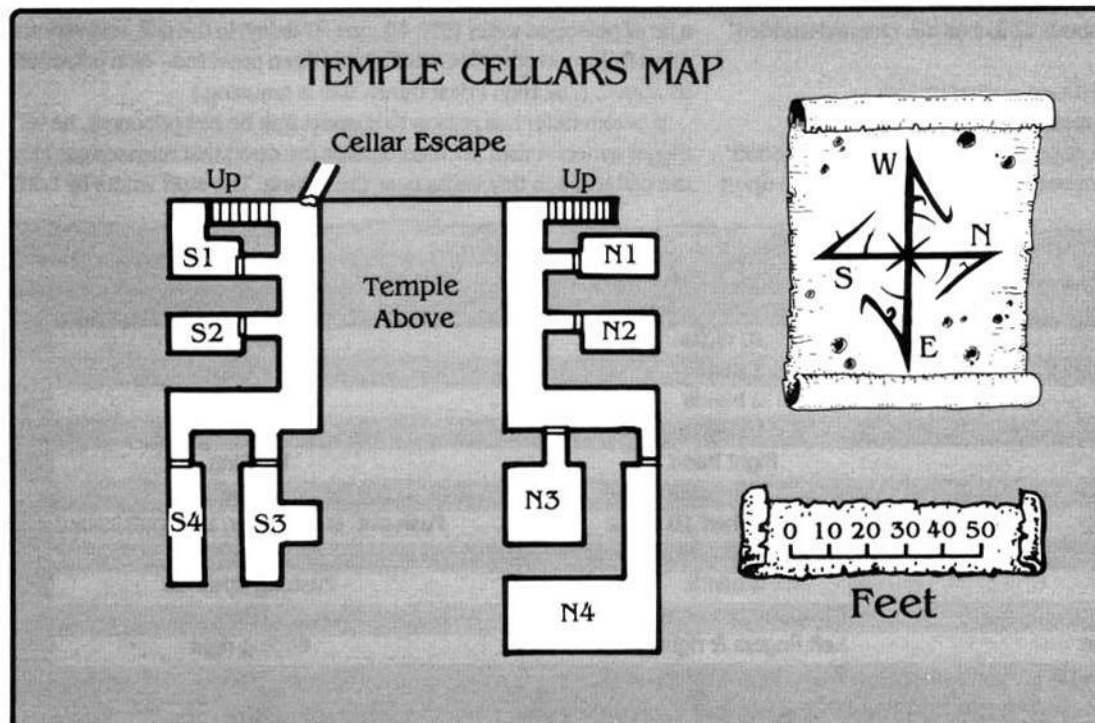 TEMPLE CELLARS MAP
Cellar Escape
Up
Up
W
N
S
E
S1
N1
Temple
Above
S2
N2
S4
S3
N3
N4
0 10 20 30 40 50
Feet